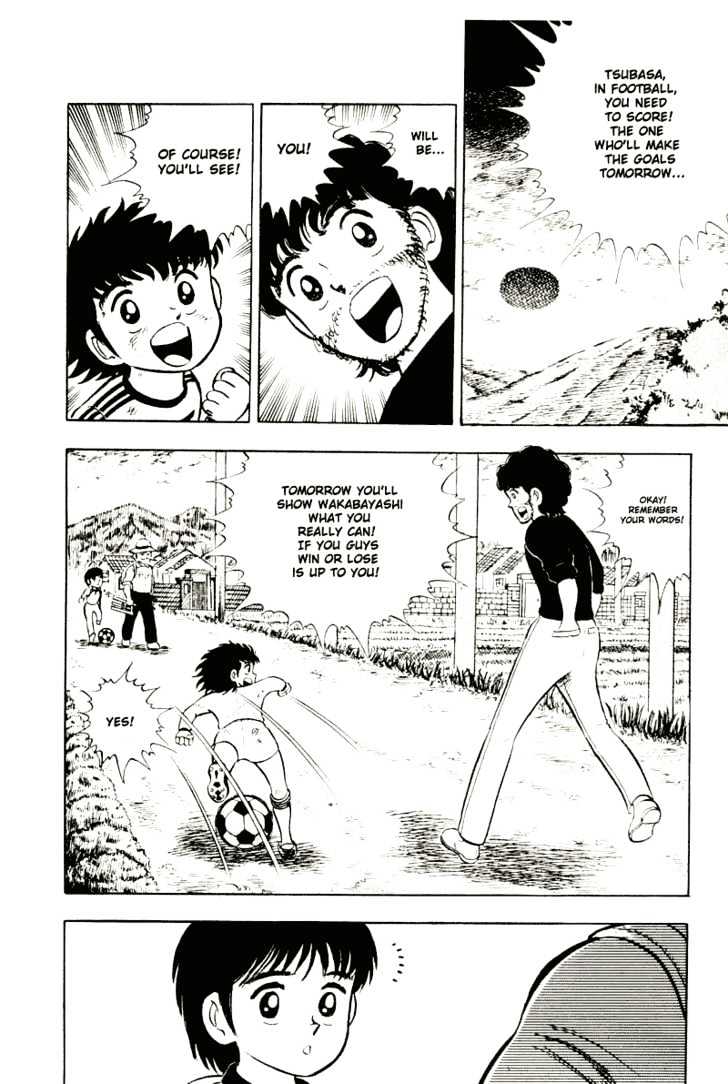 TSUBASA,
IN FOOTBALL,
YOU NEED
TO SCORE!
THE ONE
WHO'LL MAKE
THE GOALS
TOMORROW...
WILL
BE...
YOU!
OF COURSE!
YOU'LL SEE!
OKAY!
REMEMBER
YOUR WORDS!
TOMORROW YOU'LL
SHOW WAKABAYASHI
WHAT YOU
REALLY CAN!
IF YOU GUYS
WIN OR LOSE
IS UP TO YOU!
YES!